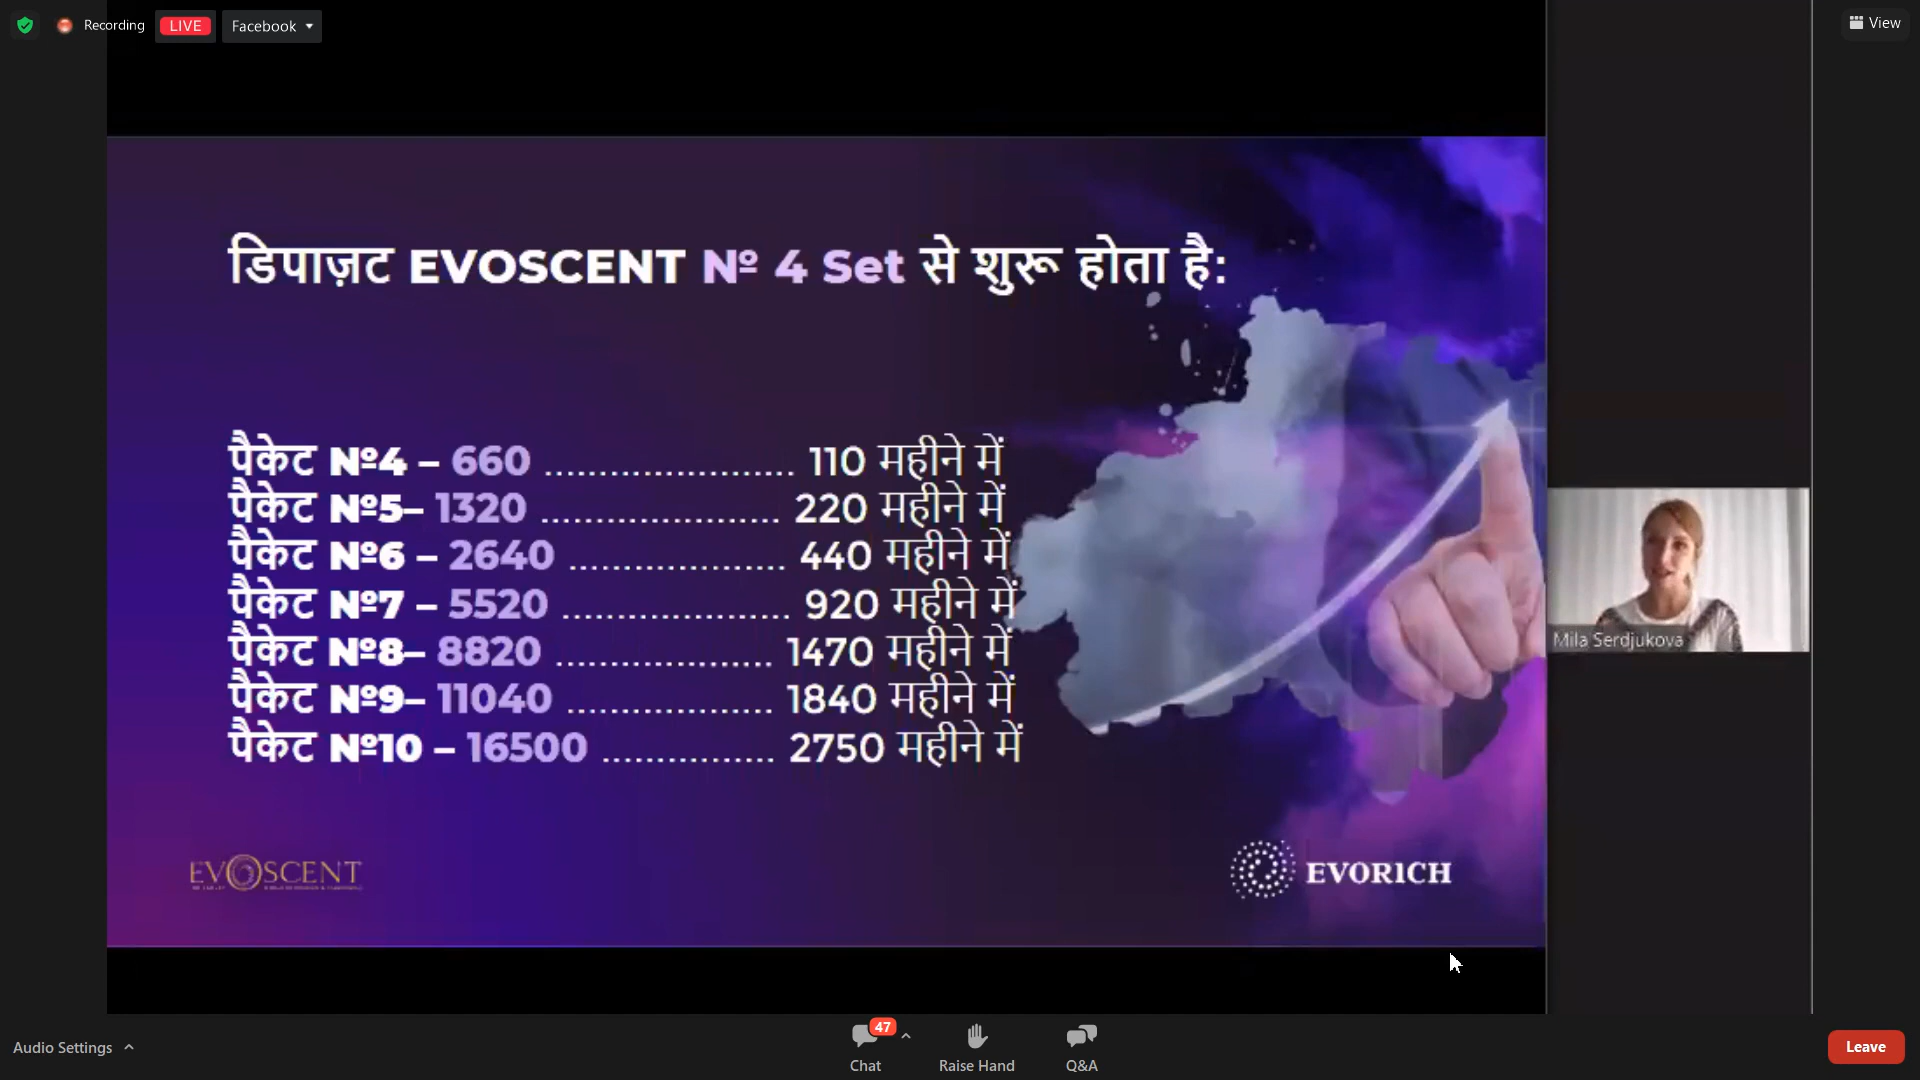 Recording
LIVE
Facebook
View
डिपाज़ट EVOSCENT № 4 Set से शुरू होता है:
पैकेट №4 – 660 ...................... 110 महीने में
पैकेट №5– 1320 ..................... 220 महीने में
पैकेट №6 – 2640 ................... 440 महीने में
पैकेट №7 – 5520 .................... 920 महीने में
पैकेट №8– 8820 ................... 1470 महीने में
पैकेट №9– 11040 .................. 1840 महीने में
पैकेट №10 – 16500 ............... 2750 महीने में
Mila Serdjukova
EVOSCENT
EVORICH
Audio Settings
47
Chat
Raise Hand
Q&A
Leave